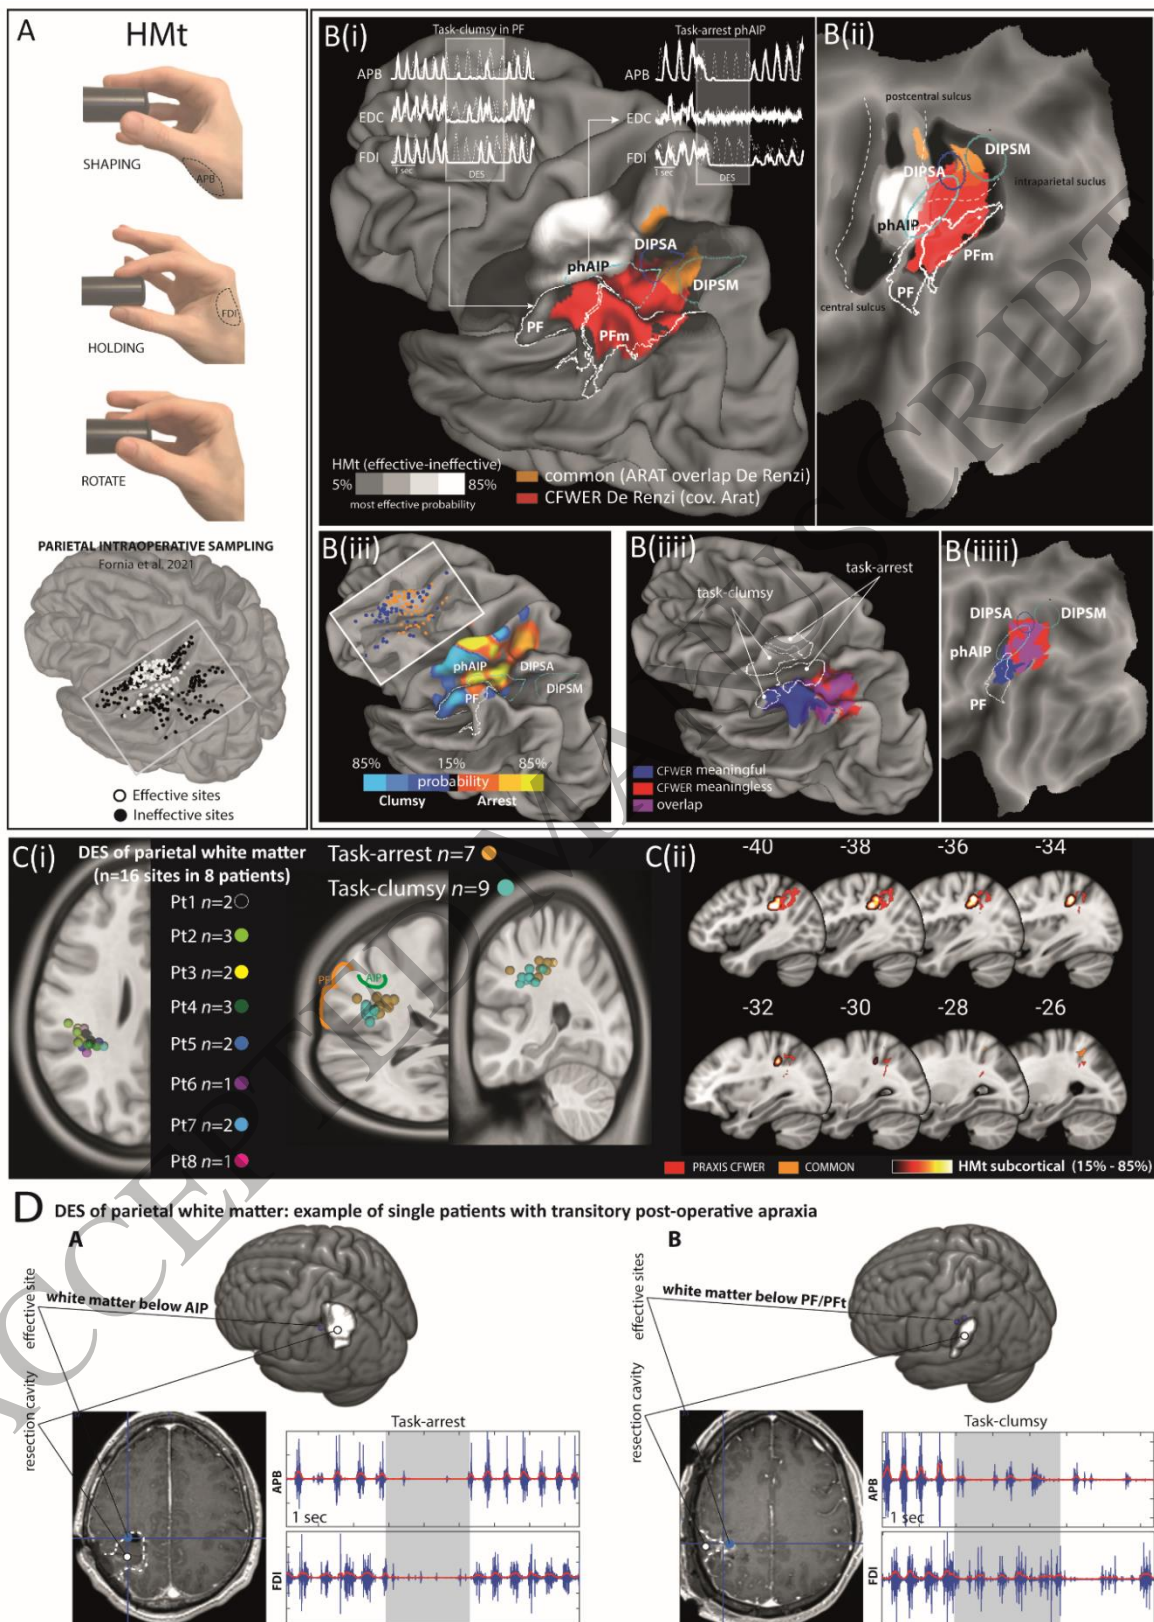 A
HMt
SHAPING
APB
HOLDING
FDI
ROTATE
PARIETAL INTRAOPERATIVE SAMPLING
Fornia et al. 2021
Effective sites
Ineffective sites
B(i)
Task-clumsy in PF
Task-arrest phAIP
APB
EDC
FDI
1 sec
DES
APB
EDC
FDI
1 sec
DES
DIPSA
phAIP
DIPSM
PF
PFm
HMt (effective-ineffective)
5% 85%
most effective probability
common (ARAT overlap De Renzi)
CFWER De Renzi (cov. Arat)
B(ii)
postcentral sulcus
DIPSM
DIPSA
intraparietal suclus
phAIP
PFm
PF
central sulcus
B(iii)
phAIP
DIPSA
DIPSM
PF
85% 15% 85%
probability
Clumsy Arrest
B(iiii)
task-arrest
task-clumsy
CFWER meaningful
CFWER meaningless
overlap
B(iiiii)
DIPSA
DIPSM
phAIP
PF
C(i)
DES of parietal white matter
(n=16 sites in 8 patients)
Pt1 n=2
Pt2 n=3
Pt3 n=2
Pt4 n=3
Pt5 n=2
Pt6 n=1
Pt7 n=2
Pt8 n=1
Task-arrest n=7
Task-clumsy n=9
PF
AIP
C(ii)
-40 -38 -36 -34
-32 -30 -28 -26
PRAXIS CFWER
COMMON
HMt subcortical (15% - 85%)
D DES of parietal white matter: example of single patients with transitory post-operative apraxia
A
effective site
white matter below AIP
resection cavity
Task-arrest
APB
1 sec
FDI
B
effective sites
white matter below PF/PFt
resection cavity
Task-clumsy
APB
1 sec
FDI
ACCEPTED MANUSCRIPT